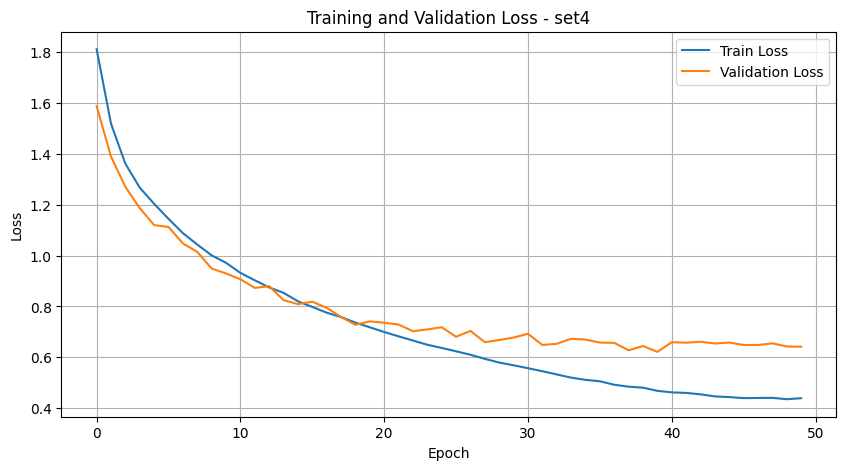 Training and Validation Loss - set4
Train Loss
Validation Loss
1.8
1.6
1.4
1.2
1.0
0.8
0.6
0.4
Loss
0 10 20 30 40 50
Epoch